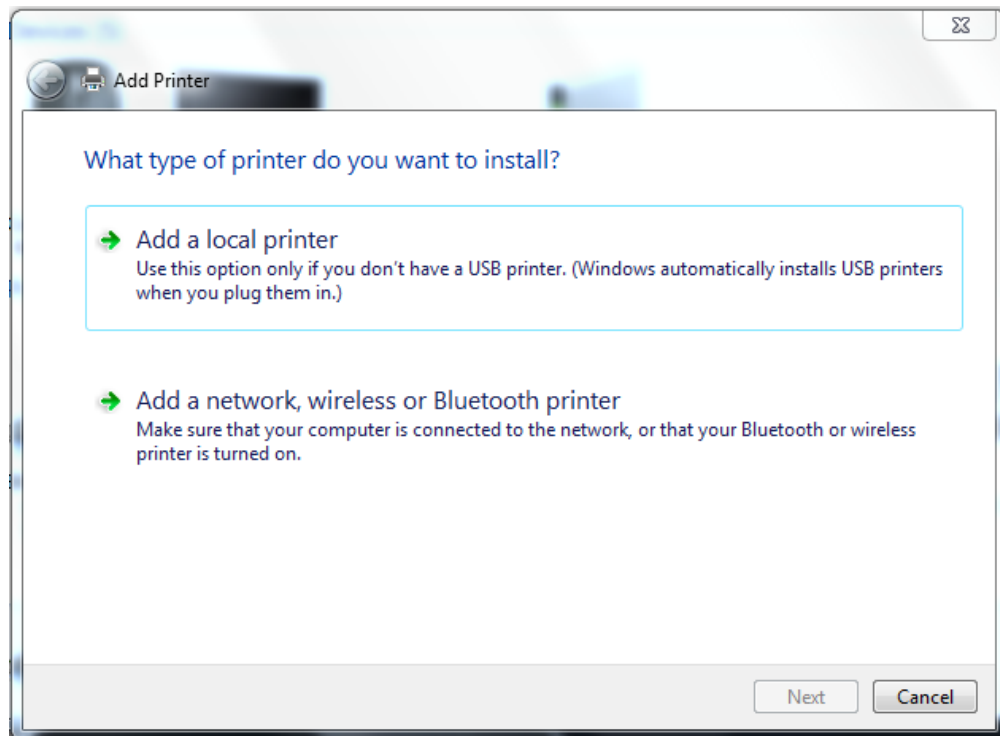 Add Printer
What type of printer do you want to install?
Add a local printer
Use this option only if you don't have a USB printer. (Windows automatically installs USB printers
when you plug them in.)
Add a network, wireless or Bluetooth printer
Make sure that your computer is connected to the network, or that your Bluetooth or wireless
printer is turned on.
Next
Cancel